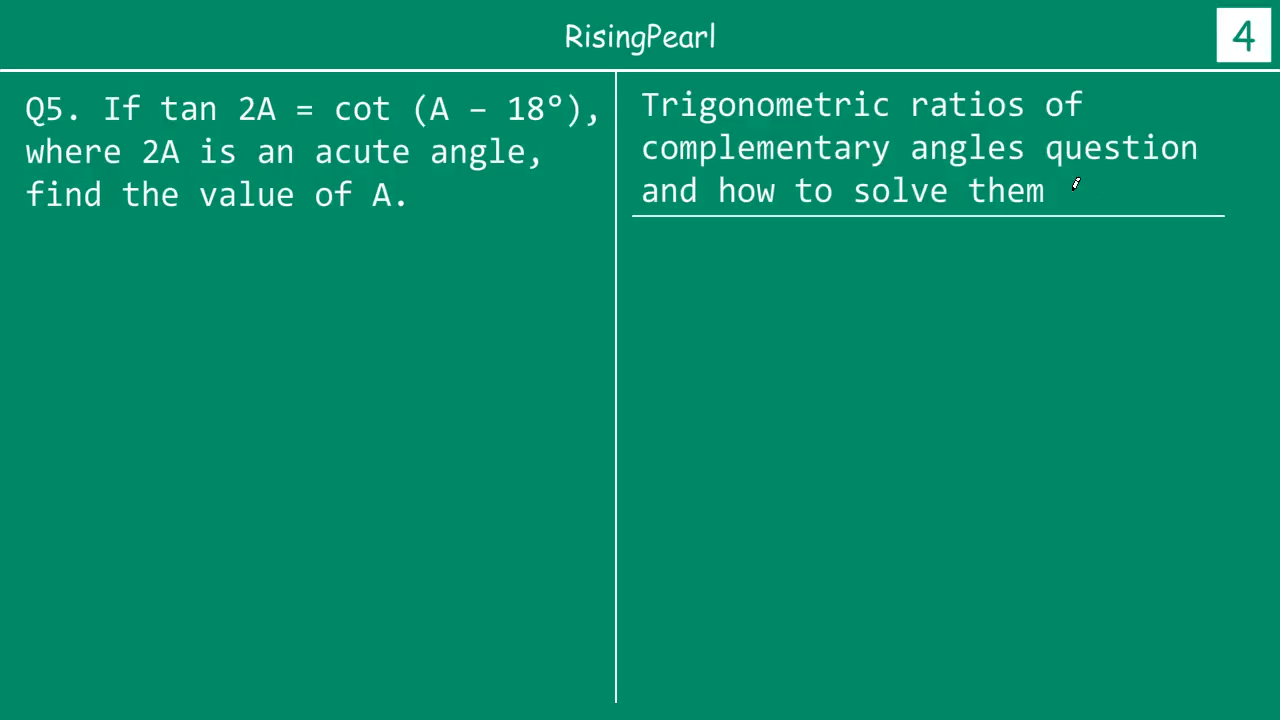 RisingPearl
4
Q5. If tan 2A = cot (A – 18º),
where 2A is an acute angle,
find the value of A.
Trigonometric ratios of
complementary angles question
and how to solve them